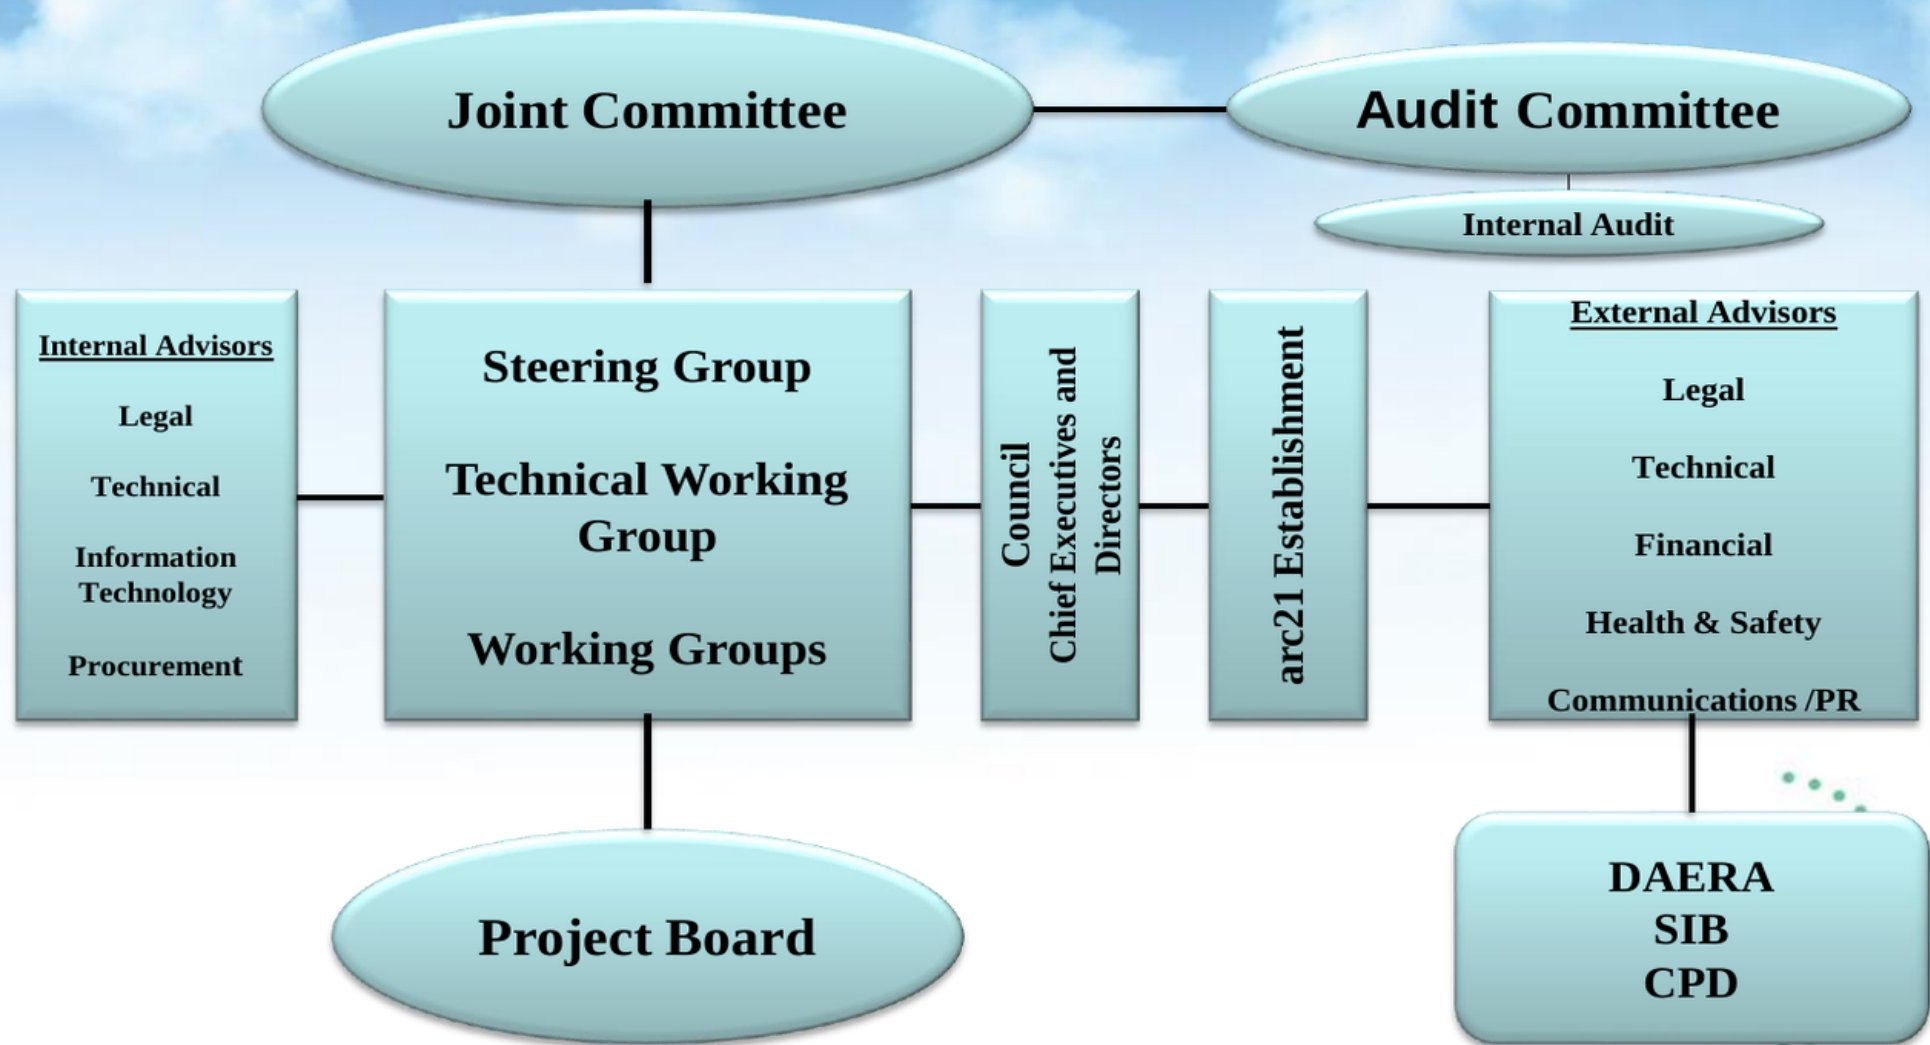 Joint Committee
Audit Committee
Internal Audit
Internal Advisors
Legal
Technical
Information
Technology
Procurement
Steering Group
Technical Working
Group
Working Groups
Council
Chief Executives and
Directors
arc21 Establishment
External Advisors
Legal
Technical
Financial
Health & Safety
Communications /PR
Project Board
DAERA
SIB
CPD